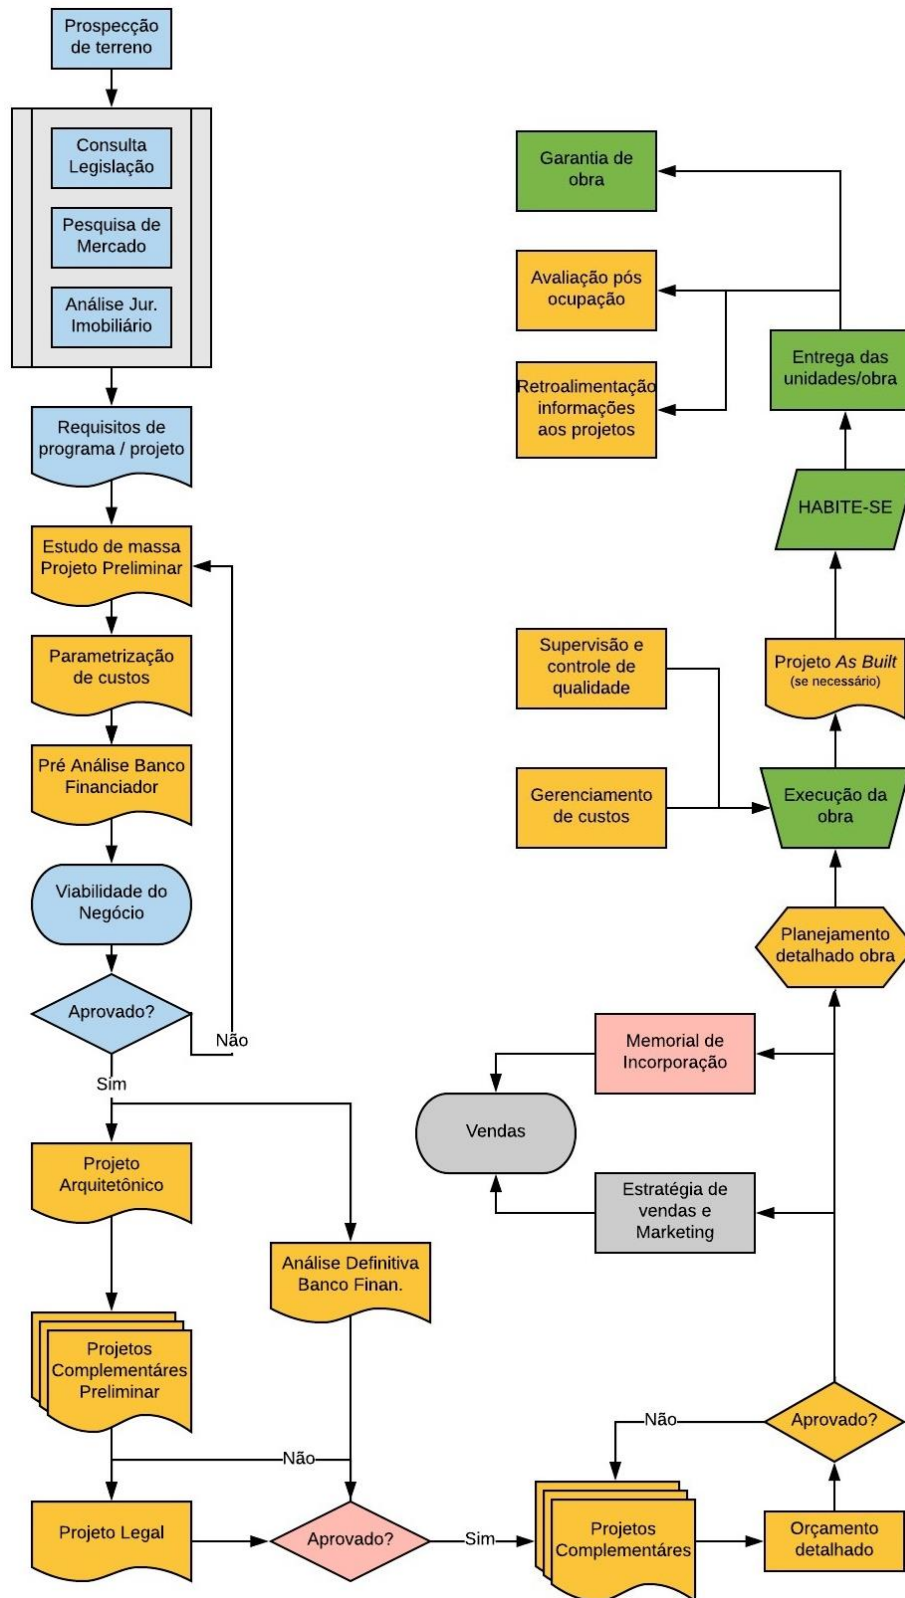 Prospecção
de terreno
Consulta
Legislação
Pesquisa de
Mercado
Análise Jur.
Imobiliário
Requisitos de
programa / projeto
Estudo de massa
Projeto Preliminar
Parametrização
de custos
Pré Análise Banco
Financiador
Viabilidade do
Negócio
Aprovado?
Não
Sim
Projeto
Arquitetônico
Análise Definitiva
Banco Finan.
Projetos
Complementáres
Preliminar
Não
Projeto Legal
Aprovado?
Sim
Projetos
Complementáres
Orçamento
detalhado
Aprovado?
Não
Estratégia de
vendas e
Marketing
Memorial de
Incorporação
Vendas
Planejamento
detalhado obra
Execução da
obra
Gerenciamento
de custos
Supervisão e
controle de
qualidade
Projeto As Built
(se necessário)
HABITE-SE
Entrega das
unidades/obra
Garantia de
obra
Avaliação pós
ocupação
Retroalimentação
informações
aos projetos